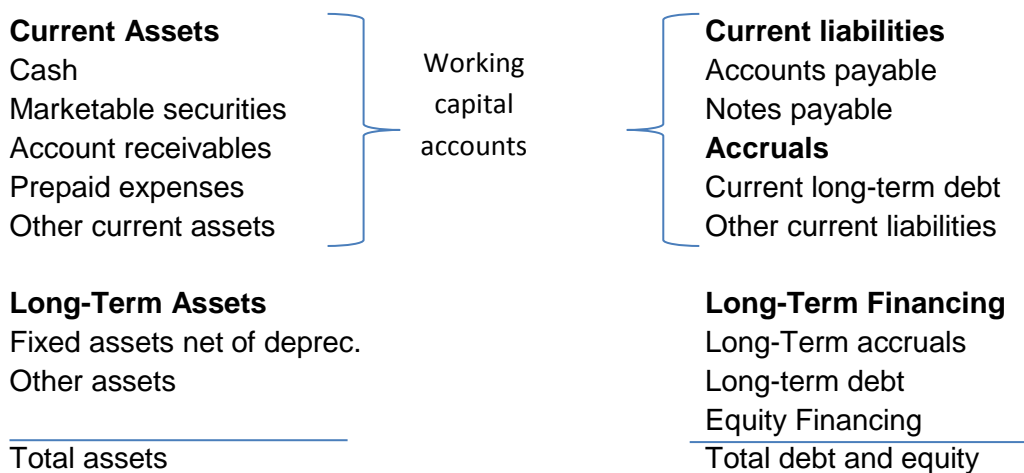 Current Assets
Cash
Marketable securities
Account receivables
Prepaid expenses
Other current assets
Working
capital
accounts
Current liabilities
Accounts payable
Notes payable
Accruals
Current long-term debt
Other current liabilities
Long-Term Assets
Fixed assets net of deprec.
Other assets
Total assets
Long-Term Financing
Long-Term accruals
Long-term debt
Equity Financing
Total debt and equity